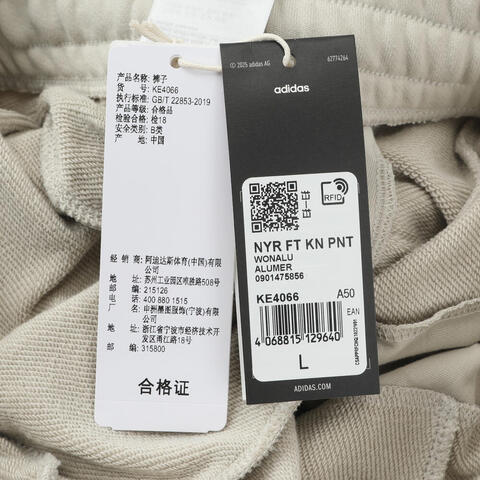 产品名称: 裤子
货 号: KE4066
执行标准: GB/T 22853-2019
产品等级: 合格品
检验合格: 检18
安全类别: B类
产 地: 中国
经 销 商: 阿迪达斯体育(中国)有限
公司
地 址: 苏州工业园区唯胜路508号
邮 编: 215126
电 话: 400 880 1515
厂 名: 申洲集团服饰(宁波)有限
公司
地 址: 浙江省宁波市经济技术开
发区甬江路18号
邮 编: 315800
合格证
© 2025 adidas AG
62774264
adidas
RFID
NYR FT KN PNT
WONALU
ALUMER
0901475856
KE4066
A50
EAN
4 068815 129640
L
ADIDAS.COM